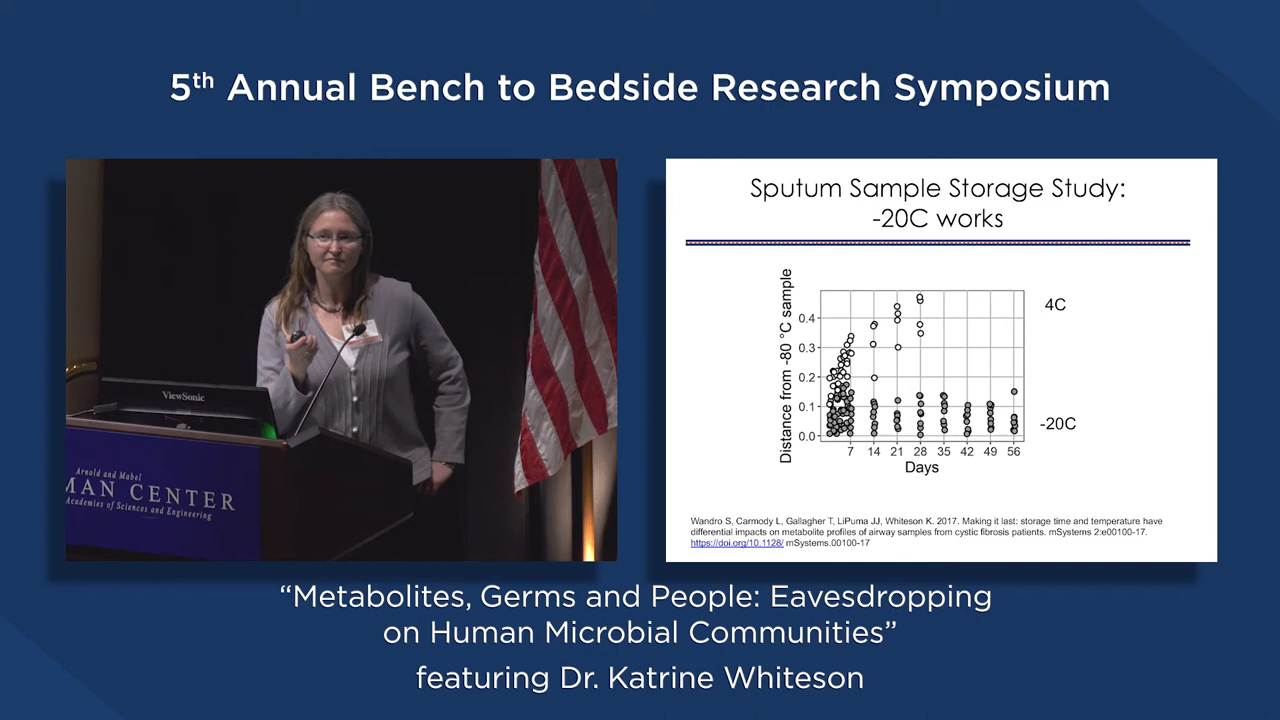 5th Annual Bench to Bedside Research Symposium
ViewSonic
Arnold and Mabel
MAN CENTER
Academies of Sciences and Engineering
Sputum Sample Storage Study:
-20C works
Distance from -80 °C sample
0.4
0.3
0.2
0.1
0.0
7 14 21 28 35 42 49 56
Days
4C
-20C
Wandro S, Carmody L, Gallagher T, LiPuma JJ, Whiteson K. 2017. Making it last: storage time and temperature have
differential impacts on metabolite profiles of airway samples from cystic fibrosis patients. mSystems 2:e00100-17.
https://doi.org/10.1128/ mSystems.00100-17
“Metabolites, Germs and People: Eavesdropping
on Human Microbial Communities”
featuring Dr. Katrine Whiteson